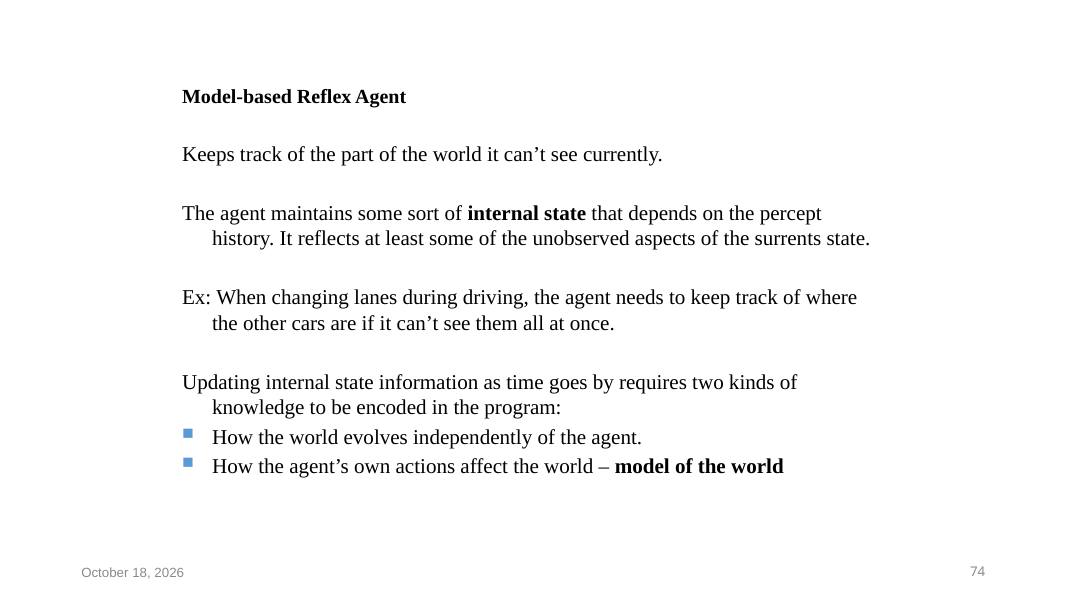 Model-based Reflex Agent
Keeps track of the part of the world it can’t see currently.
The agent maintains some sort of internal state that depends on the percept
history. It reflects at least some of the unobserved aspects of the surrents state.
Ex: When changing lanes during driving, the agent needs to keep track of where
the other cars are if it can’t see them all at once.
Updating internal state information as time goes by requires two kinds of
knowledge to be encoded in the program:
How the world evolves independently of the agent.
How the agent’s own actions affect the world – model of the world
October 18, 2026
74